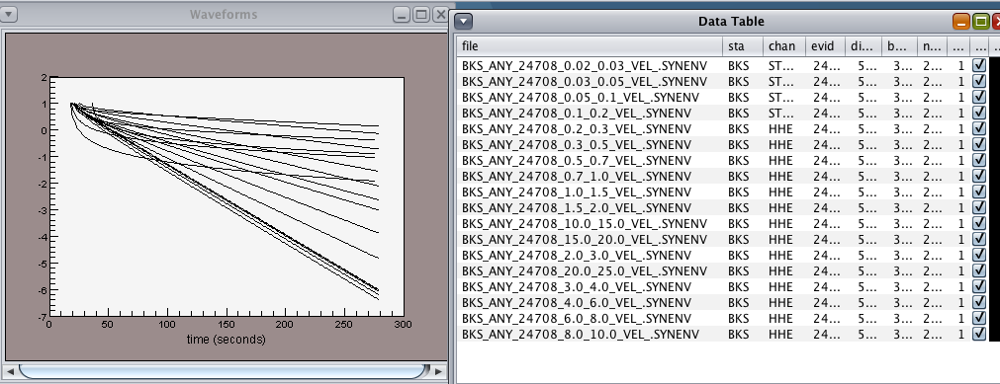 Waveforms
2
1
0
-1
-2
-3
-4
-5
-6
-7
0 50 100 150 200 250 300
time (seconds)
Data Table
file sta chan evid di... b... n... ... ... ...
BKS_ANY_24708_0.02_0.03_VEL_.SYNENV BKS ST... 24... 5... 3... 2... 1
BKS_ANY_24708_0.03_0.05_VEL_.SYNENV BKS ST... 24... 5... 3... 2... 1
BKS_ANY_24708_0.05_0.1_VEL_.SYNENV BKS ST... 24... 5... 3... 2... 1
BKS_ANY_24708_0.1_0.2_VEL_.SYNENV BKS ST... 24... 5... 3... 2... 1
BKS_ANY_24708_0.2_0.3_VEL_.SYNENV BKS HHE 24... 5... 3... 2... 1
BKS_ANY_24708_0.3_0.5_VEL_.SYNENV BKS HHE 24... 5... 3... 2... 1
BKS_ANY_24708_0.5_0.7_VEL_.SYNENV BKS HHE 24... 5... 3... 2... 1
BKS_ANY_24708_0.7_1.0_VEL_.SYNENV BKS HHE 24... 5... 3... 2... 1
BKS_ANY_24708_1.0_1.5_VEL_.SYNENV BKS HHE 24... 5... 3... 2... 1
BKS_ANY_24708_1.5_2.0_VEL_.SYNENV BKS HHE 24... 5... 3... 2... 1
BKS_ANY_24708_10.0_15.0_VEL_.SYNENV BKS HHE 24... 5... 3... 2... 1
BKS_ANY_24708_15.0_20.0_VEL_.SYNENV BKS HHE 24... 5... 3... 2... 1
BKS_ANY_24708_2.0_3.0_VEL_.SYNENV BKS HHE 24... 5... 3... 2... 1
BKS_ANY_24708_20.0_25.0_VEL_.SYNENV BKS HHE 24... 5... 3... 2... 1
BKS_ANY_24708_3.0_4.0_VEL_.SYNENV BKS HHE 24... 5... 3... 2... 1
BKS_ANY_24708_4.0_6.0_VEL_.SYNENV BKS HHE 24... 5... 3... 2... 1
BKS_ANY_24708_6.0_8.0_VEL_.SYNENV BKS HHE 24... 5... 3... 2... 1
BKS_ANY_24708_8.0_10.0_VEL_.SYNENV BKS HHE 24... 5... 3... 2... 1